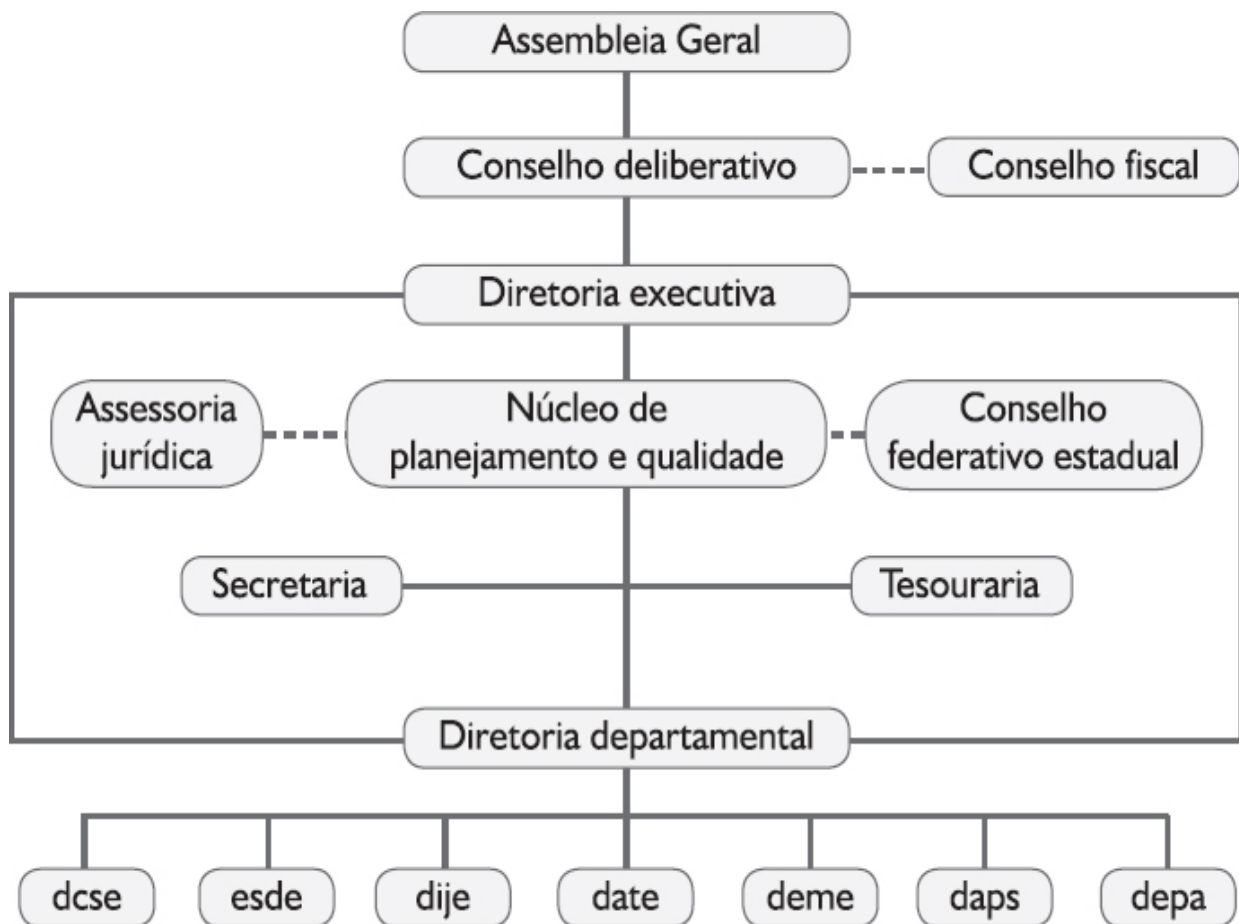 Assembleia Geral
Conselho deliberativo
Conselho fiscal
Diretoria executiva
Assessoria
jurídica
Núcleo de
planejamento e qualidade
Conselho
federativo estadual
Secretaria
Tesouraria
Diretoria departamental
dcse
esde
dije
date
deme
daps
depa